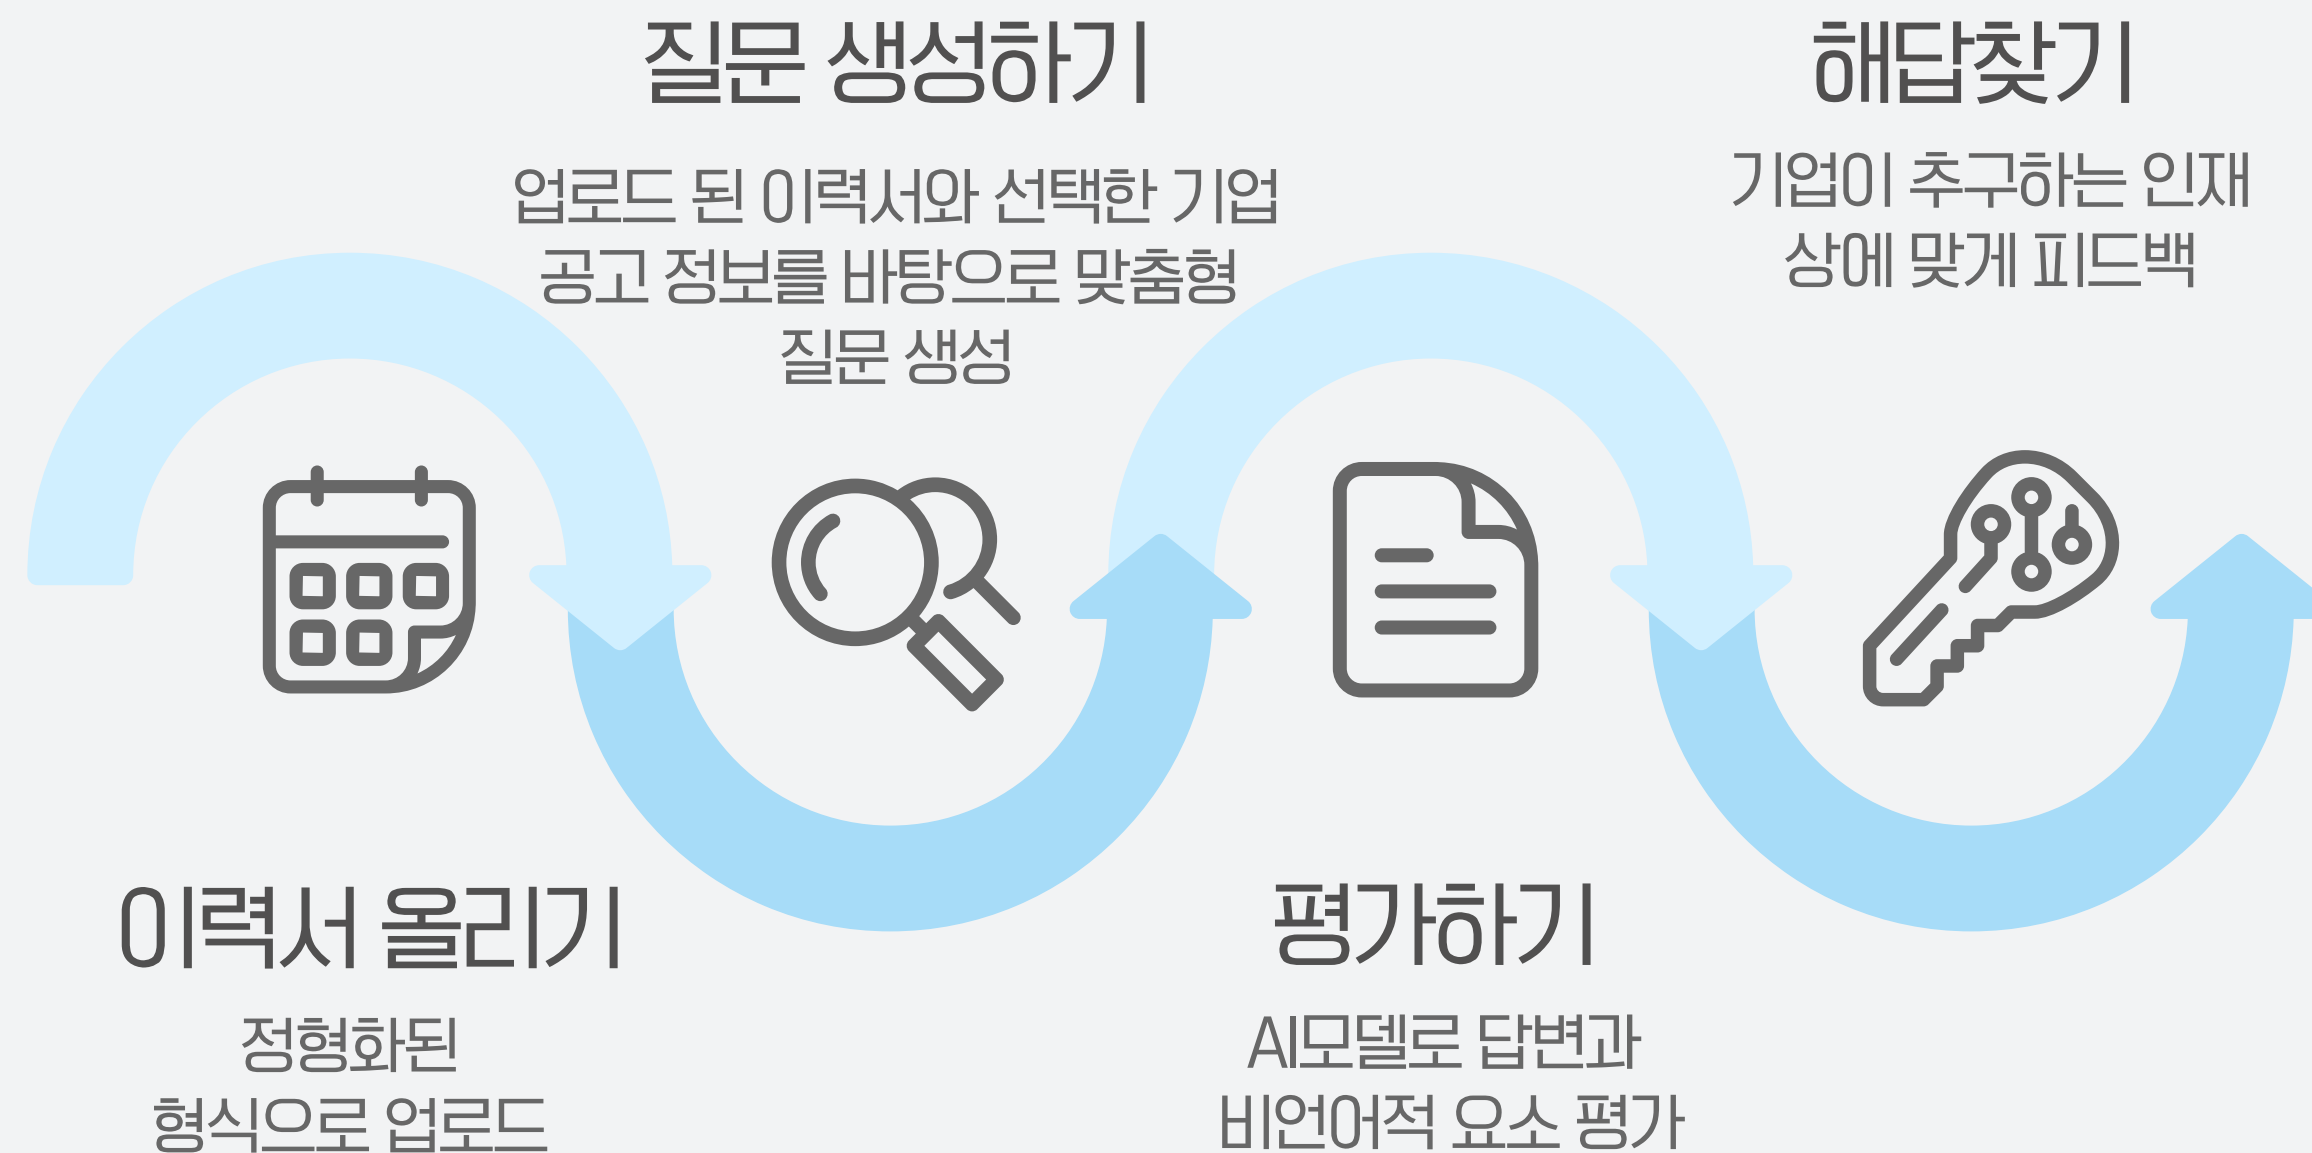 질문 생성하기
업로드 된 이력서와 선택한 기업
공고 정보를 바탕으로 맞춤형
질문 생성
해답찾기
기업이 추구하는 인재
상에 맞게 피드백
이력서 올리기
정형화된
형식으로 업로드
평가하기
AI모델로 답변과
비언어적 요소 평가